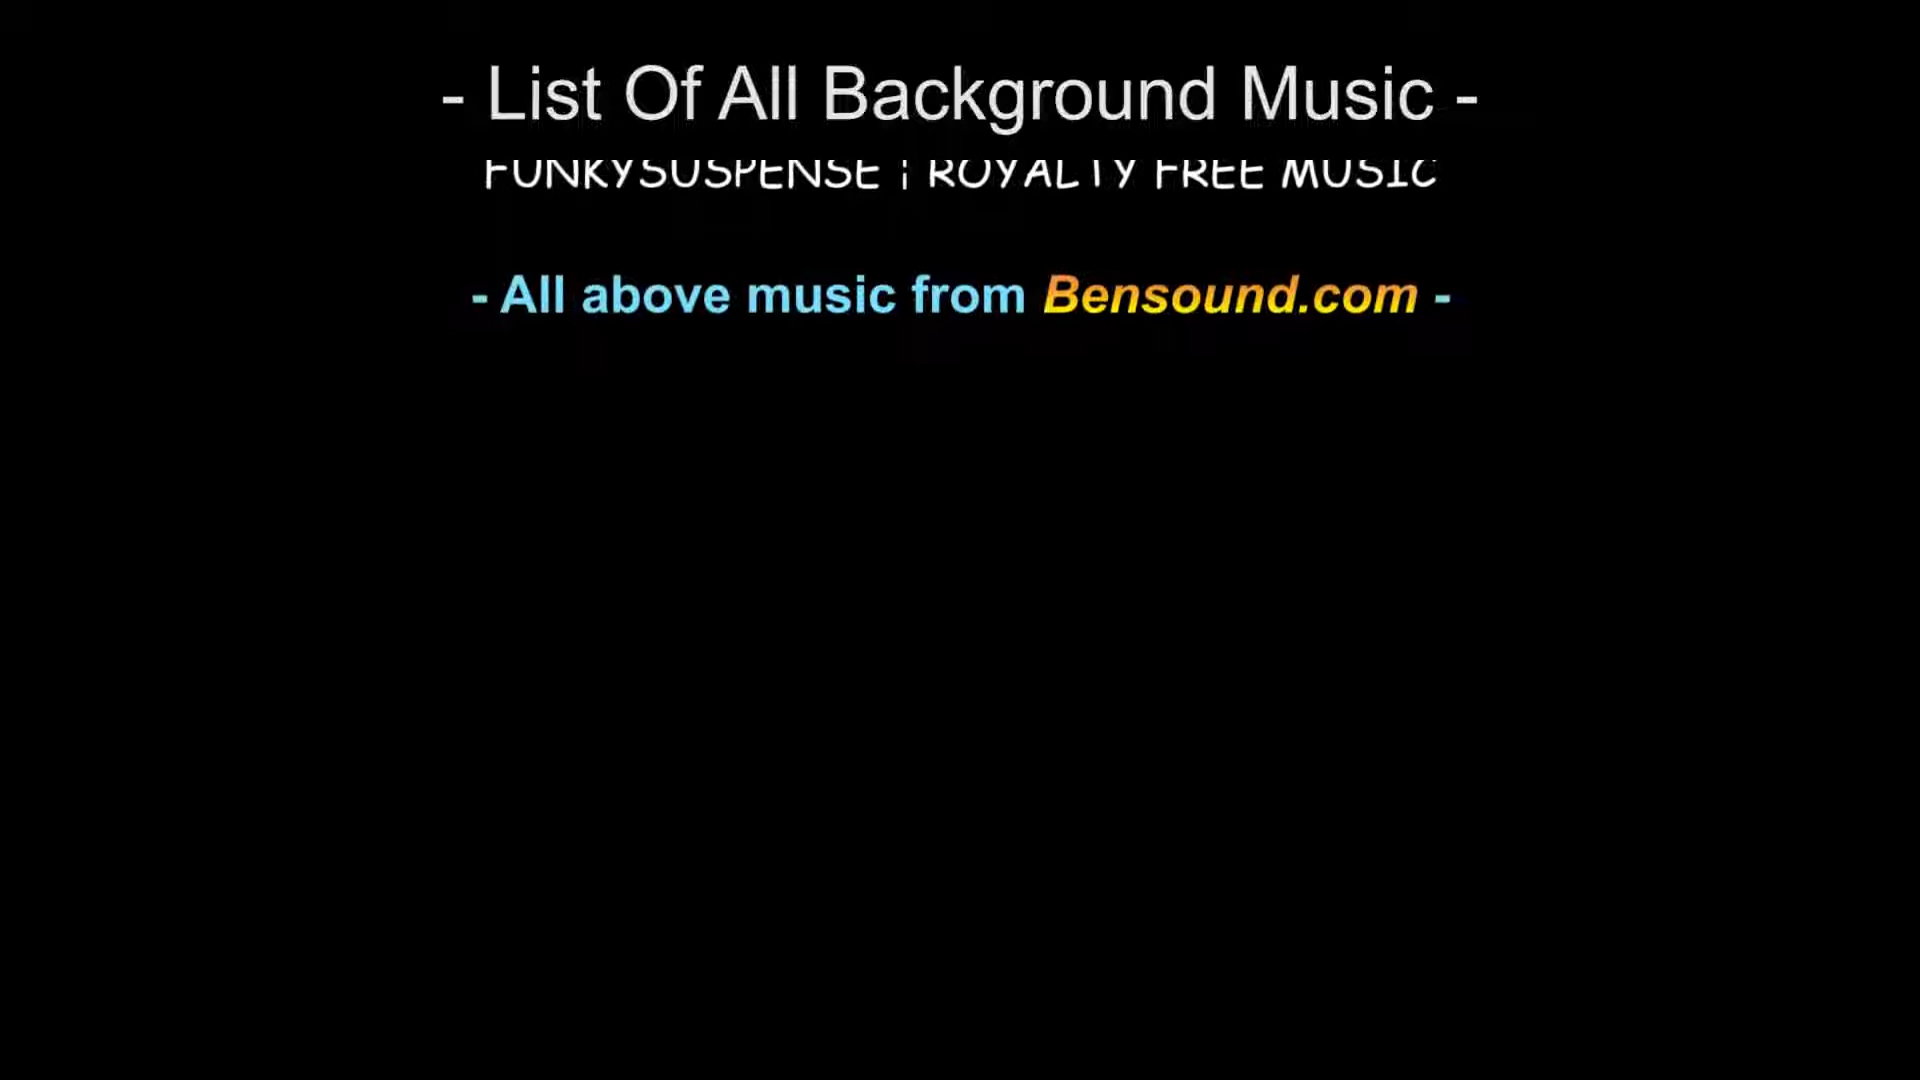 - List Of All Background Music -
FUNKYSUSPENSE ¦ ROYALTY FREE MUSIC
- All above music from Bensound.com -